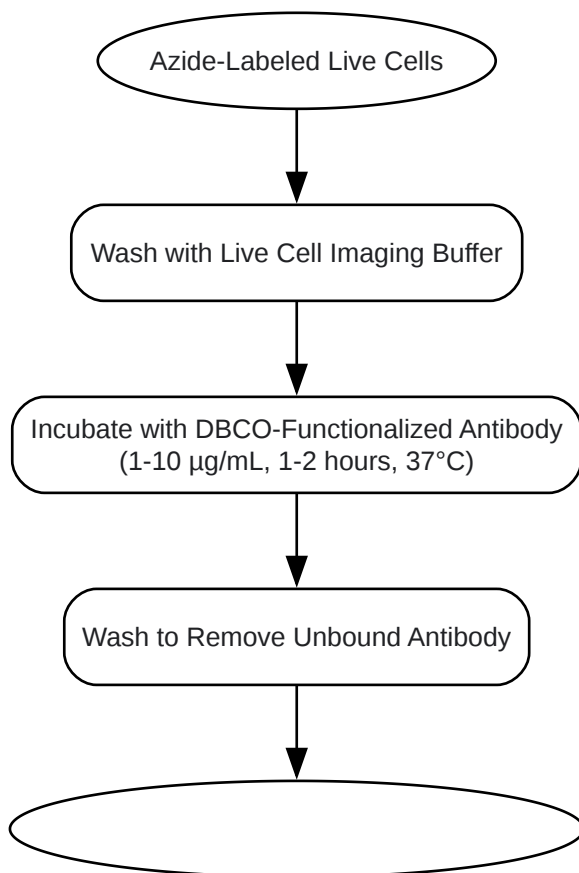 Azide-Labeled Live Cells
Wash with Live Cell Imaging Buffer
Incubate with DBCO-Functionalized Antibody
(1-10 µg/mL, 1-2 hours, 37°C)
Wash to Remove Unbound Antibody